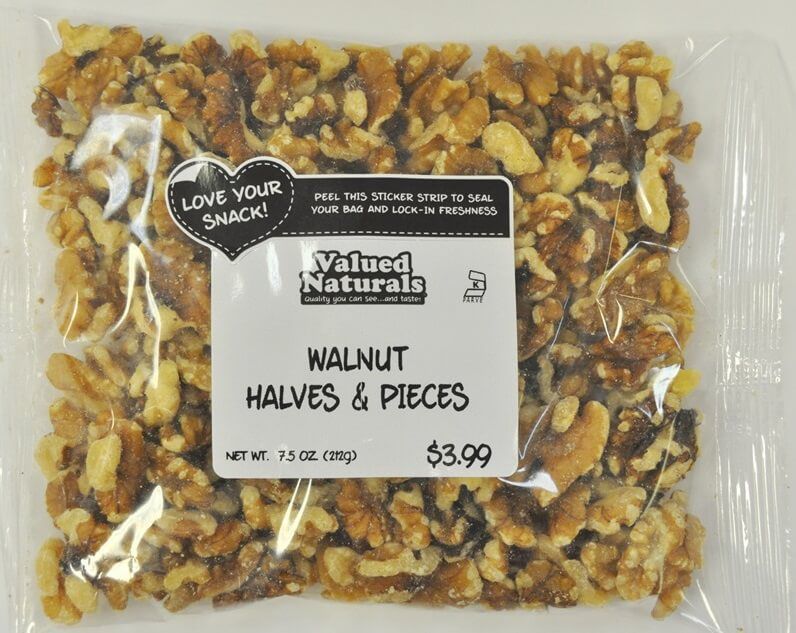 LOVE YOUR
SNACK!
PEEL THIS STICKER STRIP TO SEAL
YOUR BAG AND LOCK-IN FRESHNESS
Valued
Naturals
Quality you can see...and taste!
K
PARVE
WALNUT
HALVES & PIECES
NET WT. 7.5 OZ (212g)
$3.99